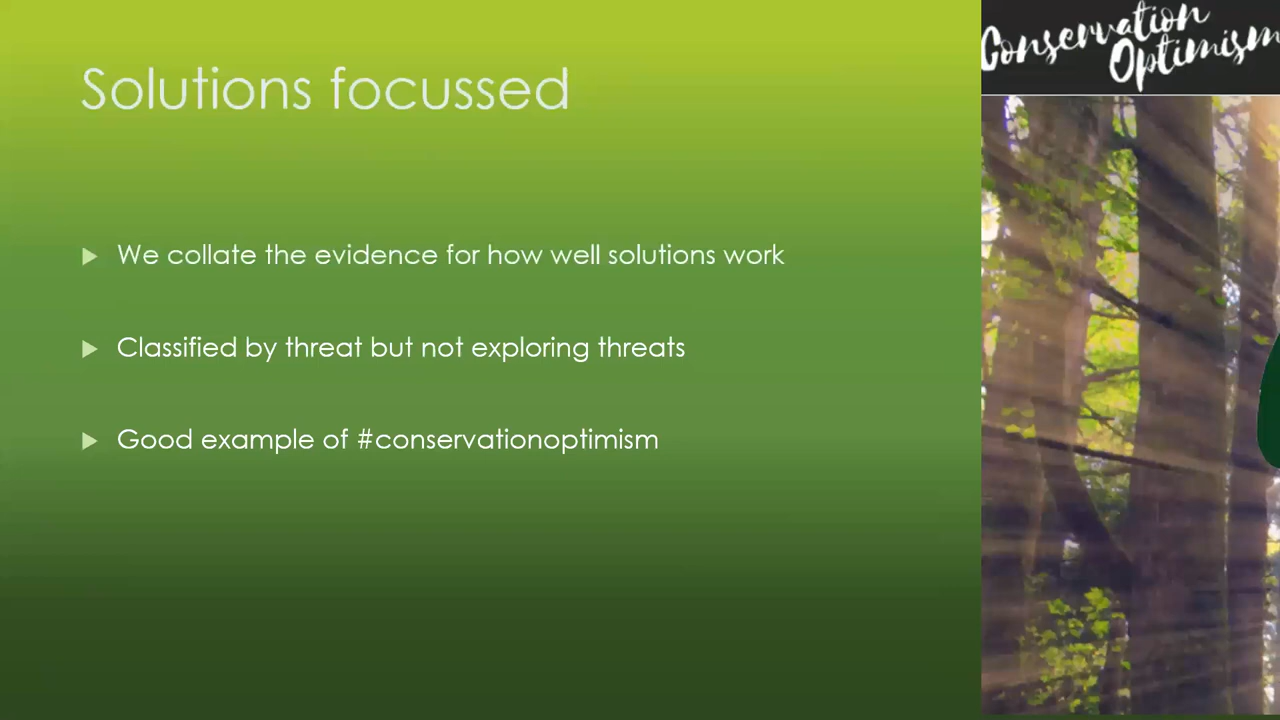 Solutions focussed
We collate the evidence for how well solutions work
Classified by threat but not exploring threats
Good example of #conservationoptimism
Conservation
Optimism